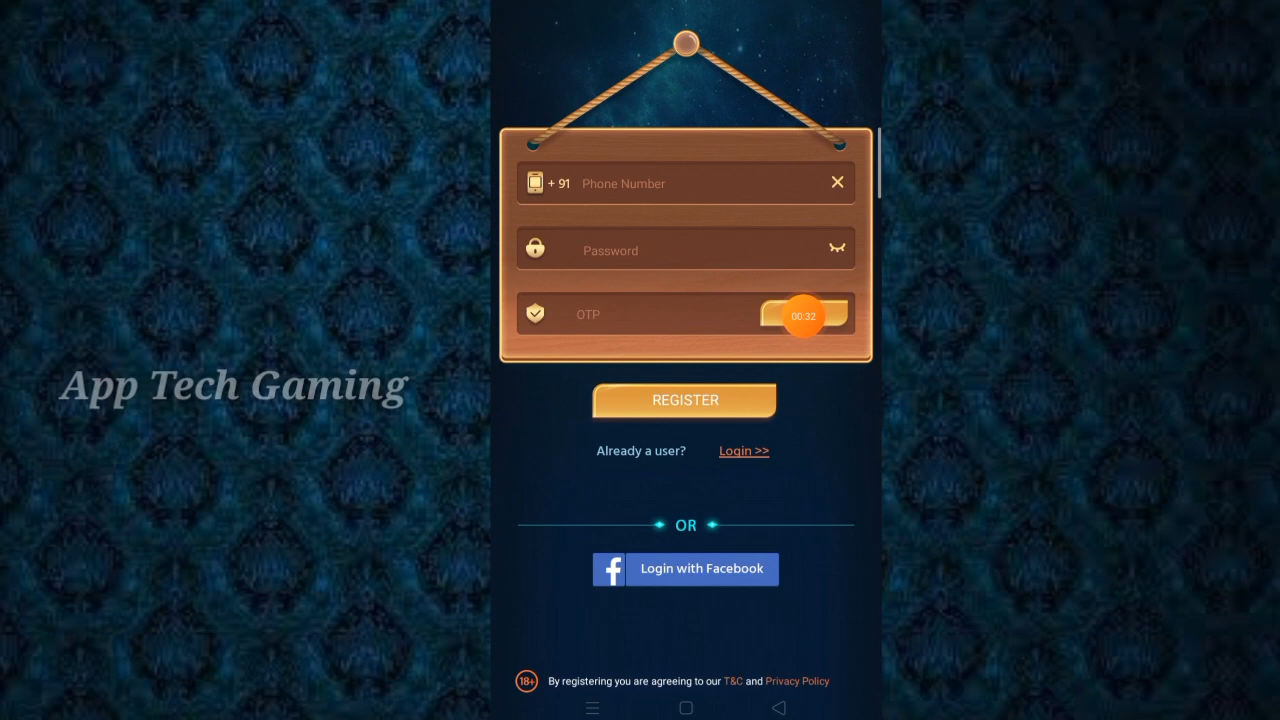 + 91 Phone Number
Password
OTP
00:32
App Tech Gaming
REGISTER
Already a user? Login >>
OR
f Login with Facebook
18+ By registering you are agreeing to our T&C and Privacy Policy